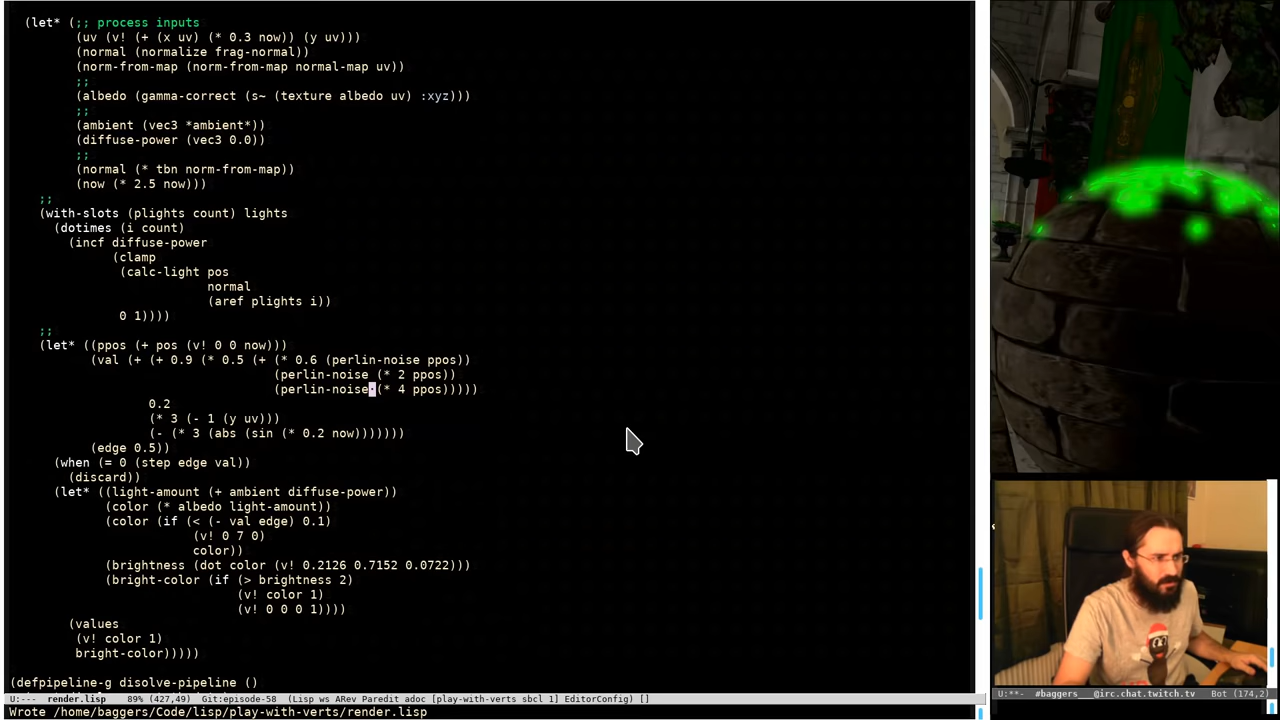 (let* (;; process inputs
(uv (v! (+ (x uv) (* 0.3 now)) (y uv)))
(normal (normalize frag-normal))
(norm-from-map (norm-from-map normal-map uv))
;;
(albedo (gamma-correct (s~ (texture albedo uv) :xyz)))
;;
(ambient (vec3 *ambient*))
(diffuse-power (vec3 0.0))
;;
(normal (* tbn norm-from-map))
(now (* 2.5 now)))
;;
(with-slots (plights count) lights
(dotimes (i count)
(incf diffuse-power
(clamp
(calc-light pos
normal
(aref plights i))
0 1))))
;;
(let* ((ppos (+ pos (v! 0 0 now)))
(val (+ (+ 0.9 (* 0.5 (+ (* 0.6 (perlin-noise ppos))
(perlin-noise (* 2 ppos))
(perlin-noise (* 4 ppos)))))
0.2
(* 3 (- 1 (y uv)))
(- (* 3 (abs (sin (* 0.2 now)))))))
(edge 0.5))
(when (= 0 (step edge val))
(discard))
(let* ((light-amount (+ ambient diffuse-power))
(color (* albedo light-amount))
(color (if (< (- val edge) 0.1)
(v! 0 7 0)
color))
(brightness (dot color (v! 0.2126 0.7152 0.0722)))
(bright-color (if (> brightness 2)
(v! color 1)
(v! 0 0 0 1))))
(values
(v! color 1)
bright-color)))))
(defpipeline-g disolve-pipeline ()
U:--- render.lisp 89% (427,49) Git:episode-58 (Lisp ws ARev Paredit adoc [play-with-verts sbcl 1] EditorConfig) []
Wrote /home/baggers/Code/lisp/play-with-verts/render.lisp
U:**- #baggers__@irc.chat.twitch.tv Bot (174,2)